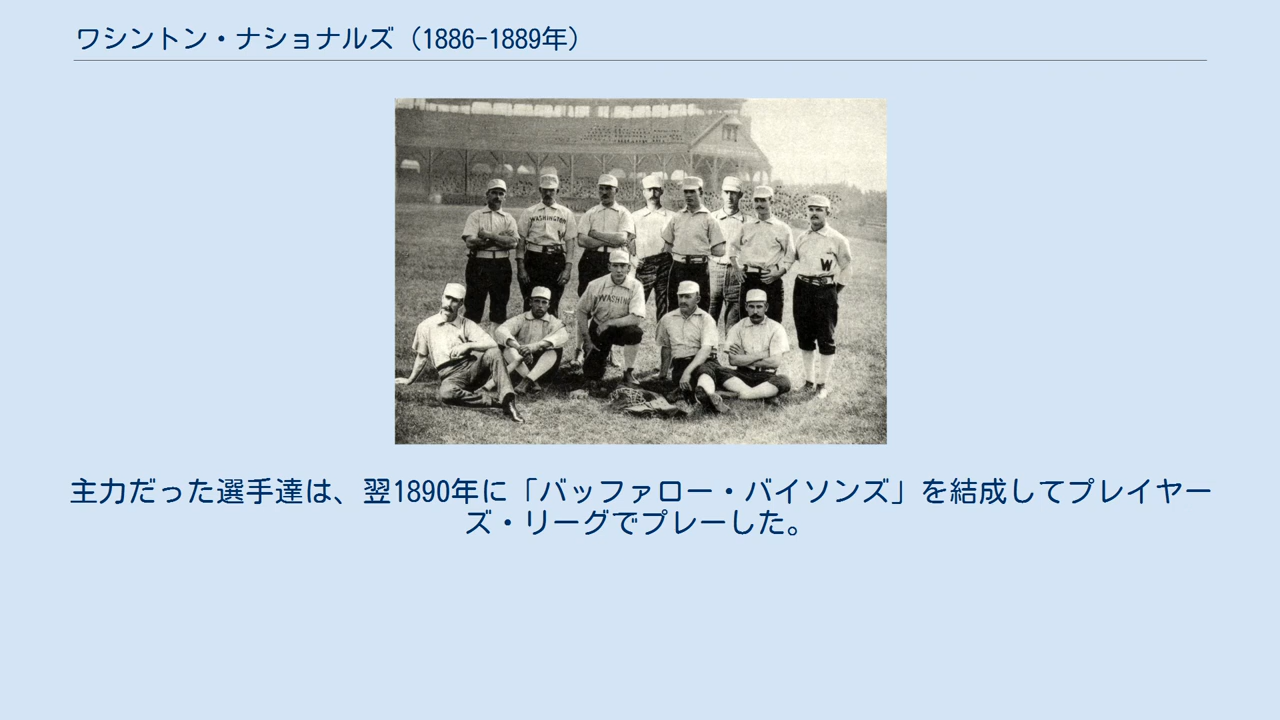 ワシントン・ナショナルズ（1886-1889年）
WASHINGTON
W
WASHIN
主力だった選手達は、翌1890年に「バッファロー・バイソンズ」を結成してプレイヤー
ズ・リーグでプレーした。